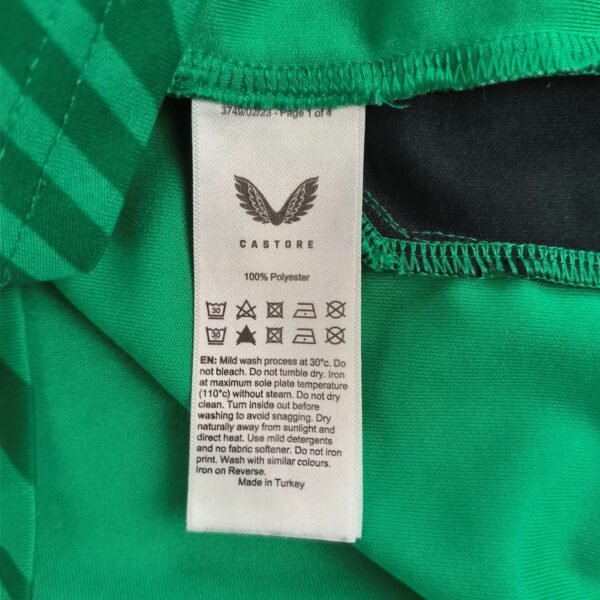 3749/02/23 - Page 1 of 4
CASTORE
100% Polyester
30
30
EN: Mild wash process at 30°c. Do
not bleach. Do not tumble dry. Iron
at maximum sole plate temperature
(110°c) without steam. Do not dry
clean. Turn inside out before
washing to avoid snagging. Dry
naturally away from sunlight and
direct heat. Use mild detergents
and no fabric softener. Do not iron
print. Wash with similar colours.
Iron on Reverse.
Made in Turkey